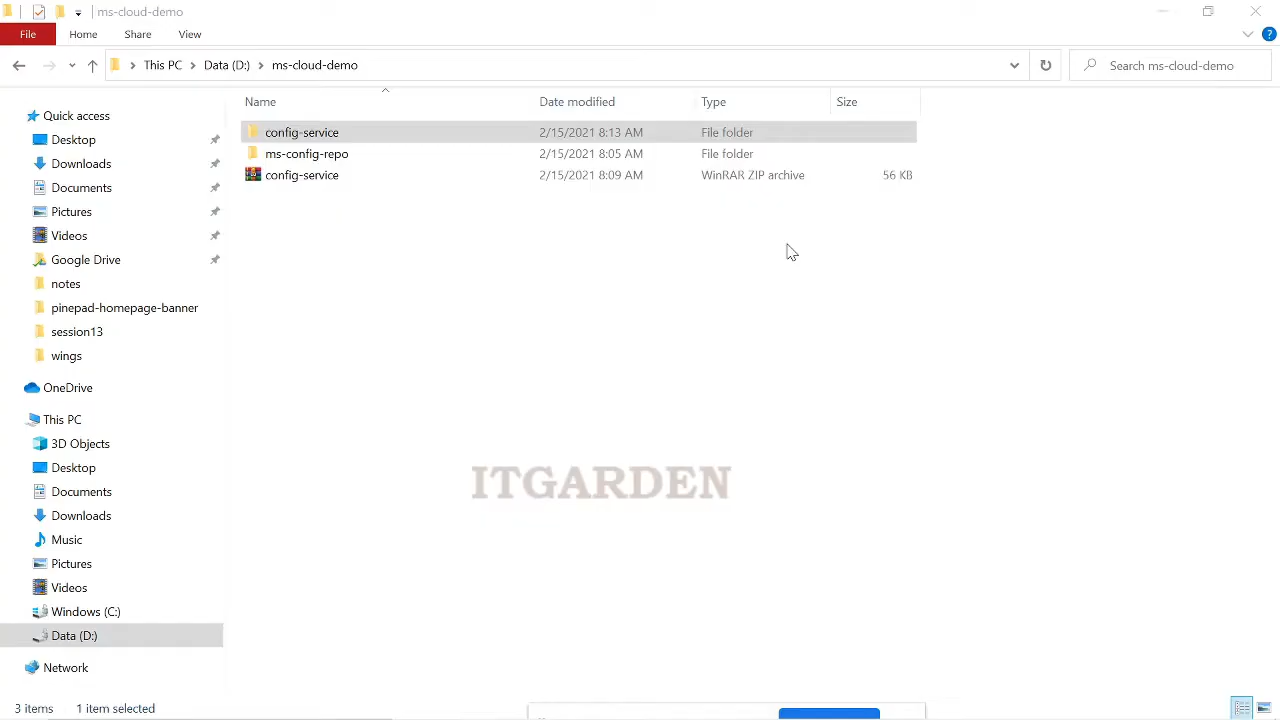 ms-cloud-demo
File Home Share View
This PC Data (D:) ms-cloud-demo Search ms-cloud-demo
Name Date modified Type Size
config-service 2/15/2021 8:13 AM File folder
ms-config-repo 2/15/2021 8:05 AM File folder
config-service 2/15/2021 8:09 AM WinRAR ZIP archive 56 KB
Quick access
Desktop
Downloads
Documents
Pictures
Videos
Google Drive
notes
pinepad-homepage-banner
session13
wings
OneDrive
This PC
3D Objects
Desktop
Documents
Downloads
Music
Pictures
Videos
Windows (C:)
Data (D:)
Network
ITGARDEN
3 items 1 item selected